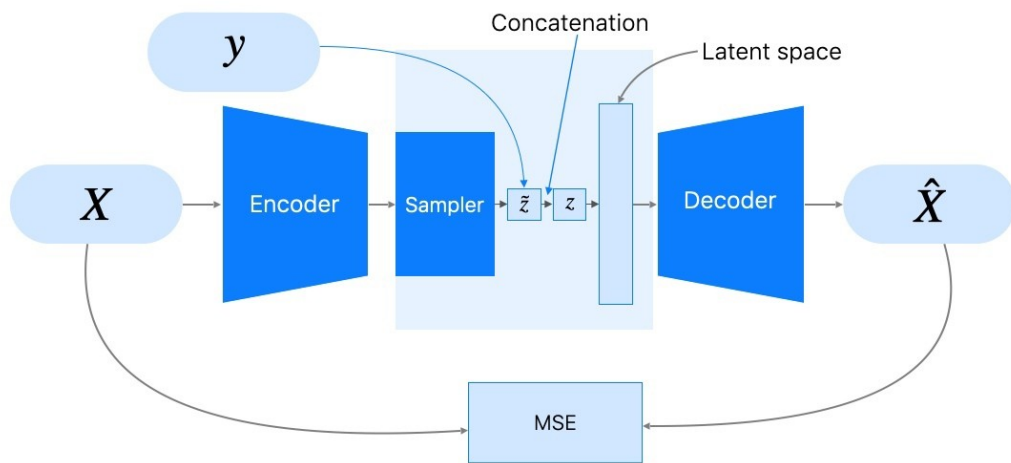 Concatenation
y
Latent space
X
Encoder
Sampler
z̃
z
Decoder
X̂
MSE